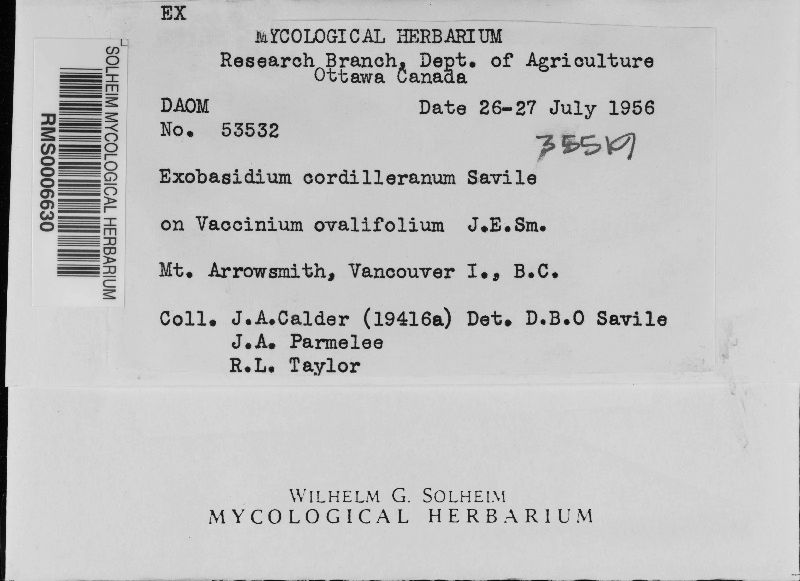 EX
MYCOLOGICAL HERBARIUM
Research Branch, Dept. of Agriculture
Ottawa Canada
DAOM Date 26-27 July 1956
No. 53532
Exobasidium cordilleranum Savile
on Vaccinium ovalifolium J.E.Sm.
Mt. Arrowsmith, Vancouver I., B.C.
Coll. J.A.Calder (19416a) Det. D.B.O Savile
J.A. Parmelee
R.L. Taylor
SOLHEIM MYCOLOGICAL HERBARIUM
RMS0006630
WILHELM G. SOLHEIM
MYCOLOGICAL HERBARIUM